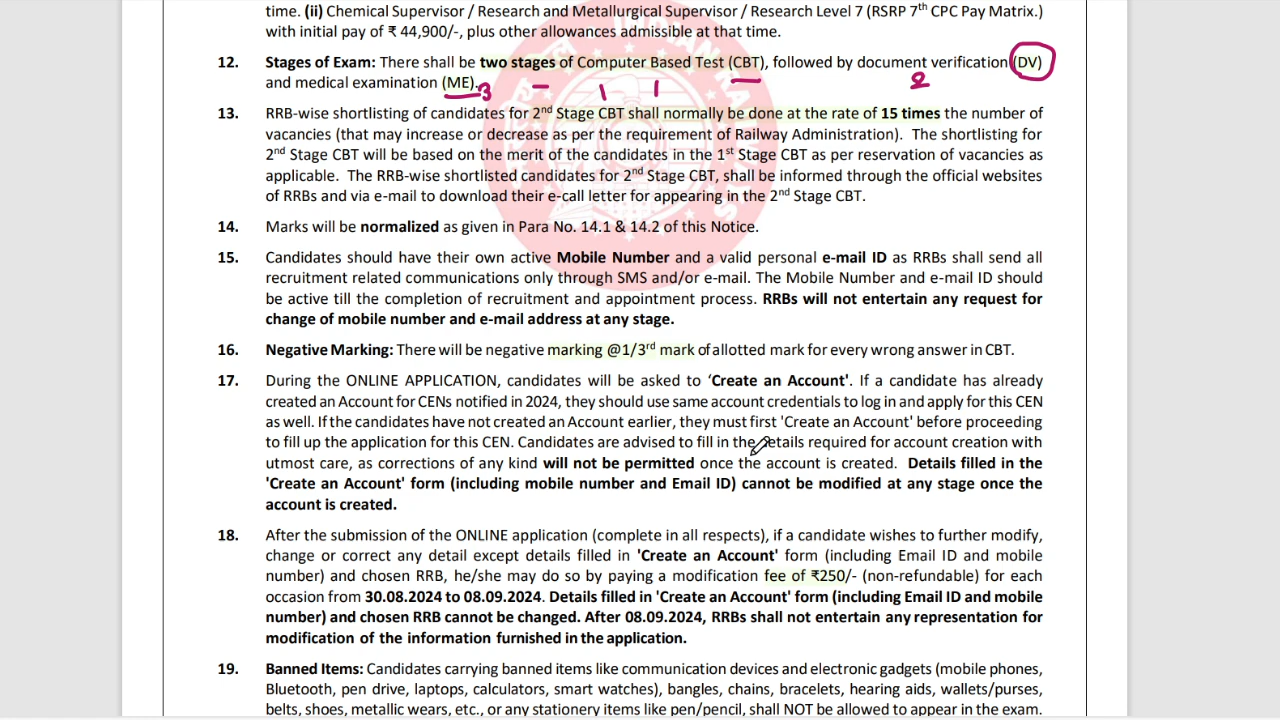 time. (ii) Chemical Supervisor / Research and Metallurgical Supervisor / Research Level 7 (RSRP 7th CPC Pay Matrix.)
with initial pay of ₹ 44,900/-, plus other allowances admissible at that time.
12. Stages of Exam: There shall be two stages of Computer Based Test (CBT), followed by document verification (DV)
and medical examination (ME).
2
3
13. RRB-wise shortlisting of candidates for 2nd Stage CBT shall normally be done at the rate of 15 times the number of
vacancies (that may increase or decrease as per the requirement of Railway Administration). The shortlisting for
2nd Stage CBT will be based on the merit of the candidates in the 1st Stage CBT as per reservation of vacancies as
applicable. The RRB-wise shortlisted candidates for 2nd Stage CBT, shall be informed through the official websites
of RRBs and via e-mail to download their e-call letter for appearing in the 2nd Stage CBT.
14. Marks will be normalized as given in Para No. 14.1 & 14.2 of this Notice.
15. Candidates should have their own active Mobile Number and a valid personal e-mail ID as RRBs shall send all
recruitment related communications only through SMS and/or e-mail. The Mobile Number and e-mail ID should
be active till the completion of recruitment and appointment process. RRBs will not entertain any request for
change of mobile number and e-mail address at any stage.
16. Negative Marking: There will be negative marking @1/3rd mark of allotted mark for every wrong answer in CBT.
17. During the ONLINE APPLICATION, candidates will be asked to ‘Create an Account'. If a candidate has already
created an Account for CENs notified in 2024, they should use same account credentials to log in and apply for this CEN
as well. If the candidates have not created an Account earlier, they must first 'Create an Account' before proceeding
to fill up the application for this CEN. Candidates are advised to fill in the details required for account creation with
utmost care, as corrections of any kind will not be permitted once the account is created. Details filled in the
'Create an Account' form (including mobile number and Email ID) cannot be modified at any stage once the
account is created.
18. After the submission of the ONLINE application (complete in all respects), if a candidate wishes to further modify,
change or correct any detail except details filled in 'Create an Account' form (including Email ID and mobile
number) and chosen RRB, he/she may do so by paying a modification fee of ₹250/- (non-refundable) for each
occasion from 30.08.2024 to 08.09.2024. Details filled in 'Create an Account' form (including Email ID and mobile
number) and chosen RRB cannot be changed. After 08.09.2024, RRBs shall not entertain any representation for
modification of the information furnished in the application.
19. Banned Items: Candidates carrying banned items like communication devices and electronic gadgets (mobile phones,
Bluetooth, pen drive, laptops, calculators, smart watches), bangles, chains, bracelets, hearing aids, wallets/purses,
belts, shoes, metallic wears, etc., or any stationery items like pen/pencil, shall NOT be allowed to appear in the exam.